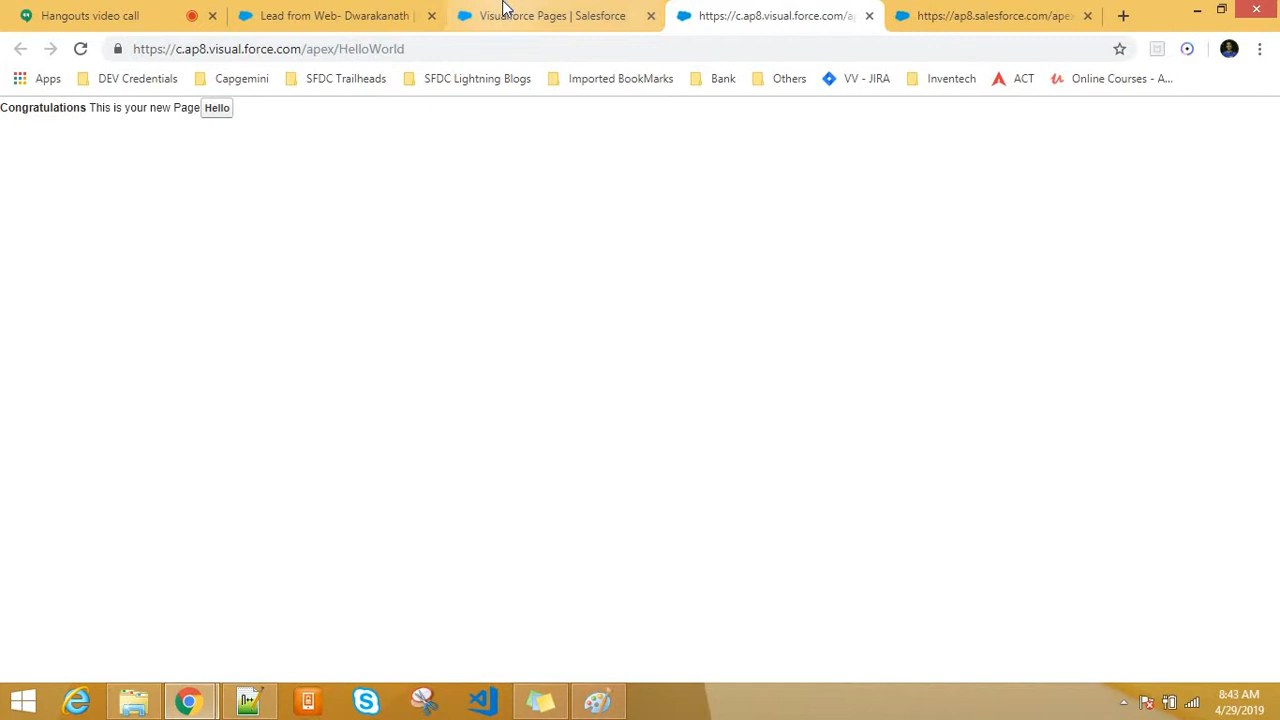 Hangouts video call
Lead from Web- Dwarakanath |
Visualforce Pages | Salesforce
https://c.ap8.visual.force.com/ap
https://ap8.salesforce.com/apex
https://c.ap8.visual.force.com/apex/HelloWorld
Apps
DEV Credentials
Capgemini
SFDC Trailheads
SFDC Lightning Blogs
Imported BookMarks
Bank
Others
VV - JIRA
Inventech
ACT
Online Courses - A...
Congratulations This is your new Page Hello
8:43 AM
4/29/2019